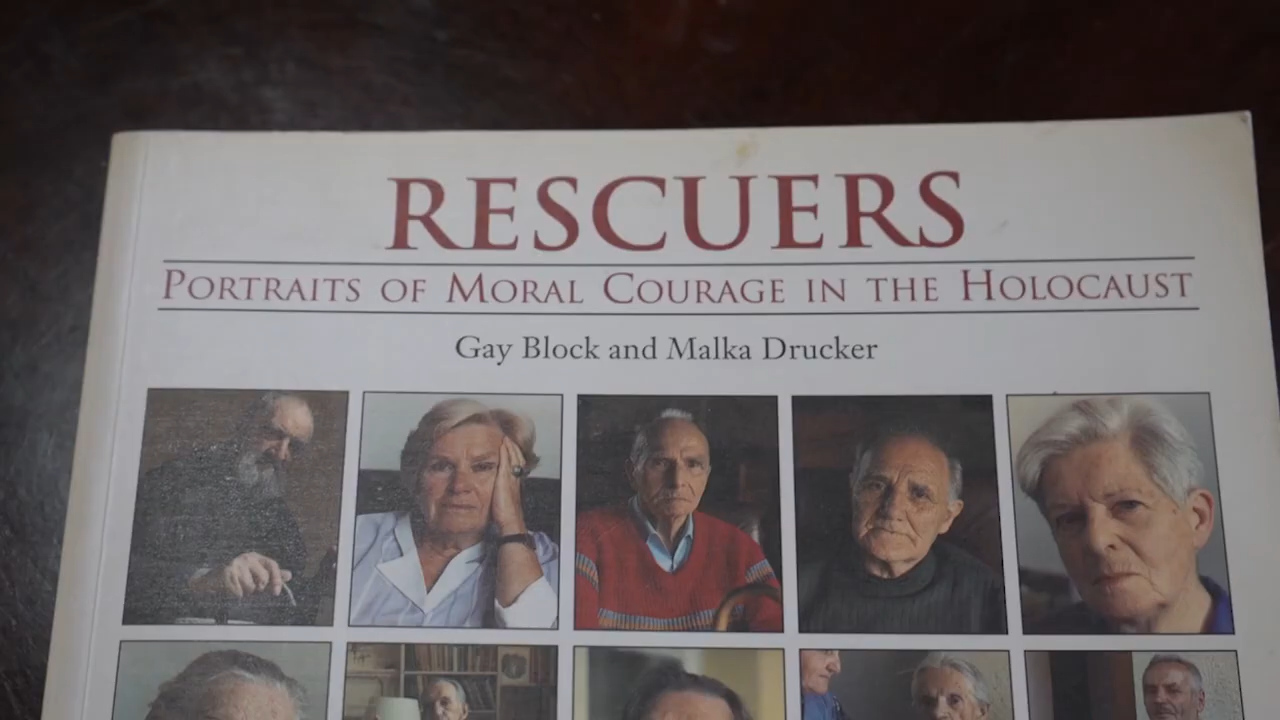 RESCUERS
PORTRAITS OF MORAL COURAGE IN THE HOLOCAUST
Gay Block and Malka Drucker